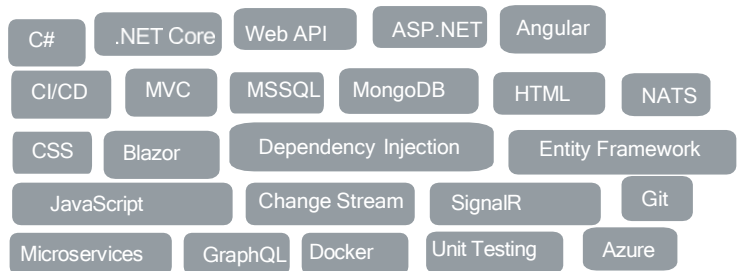 C# .NET Core Web API ASP.NET Angular
CI/CD MVC MSSQL MongoDB HTML NATS
CSS Blazor Dependency Injection Entity Framework
JavaScript Change Stream SignalR Git
Microservices GraphQL Docker Unit Testing Azure